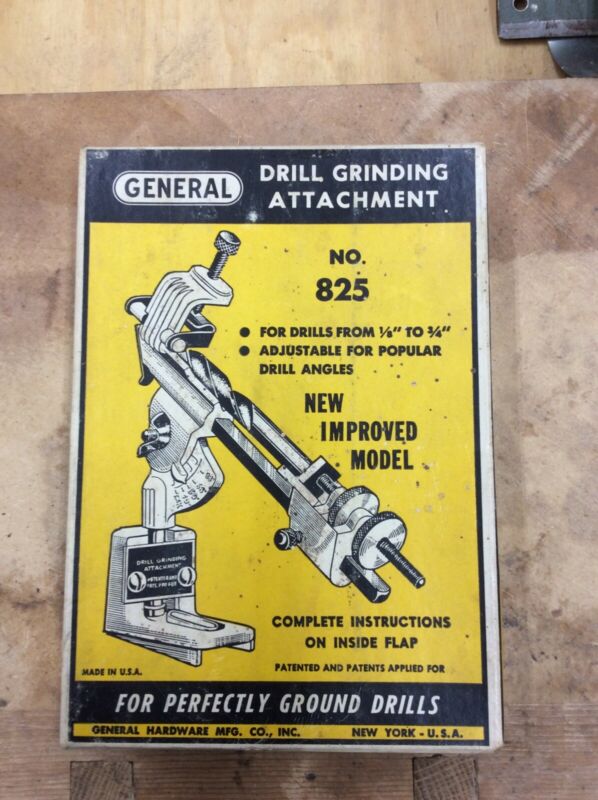 GENERAL
DRILL GRINDING
ATTACHMENT
NO.
825
FOR DRILLS FROM 1/8" TO 3/4"
ADJUSTABLE FOR POPULAR
DRILL ANGLES
NEW
IMPROVED
MODEL
DRILL GRINDING
ATTACHMENT
COMPLETE INSTRUCTIONS
ON INSIDE FLAP
MADE IN U.S.A.
PATENTED AND PATENTS APPLIED FOR
FOR PERFECTLY GROUND DRILLS
GENERAL HARDWARE MFG. CO., INC. NEW YORK - U.S.A.